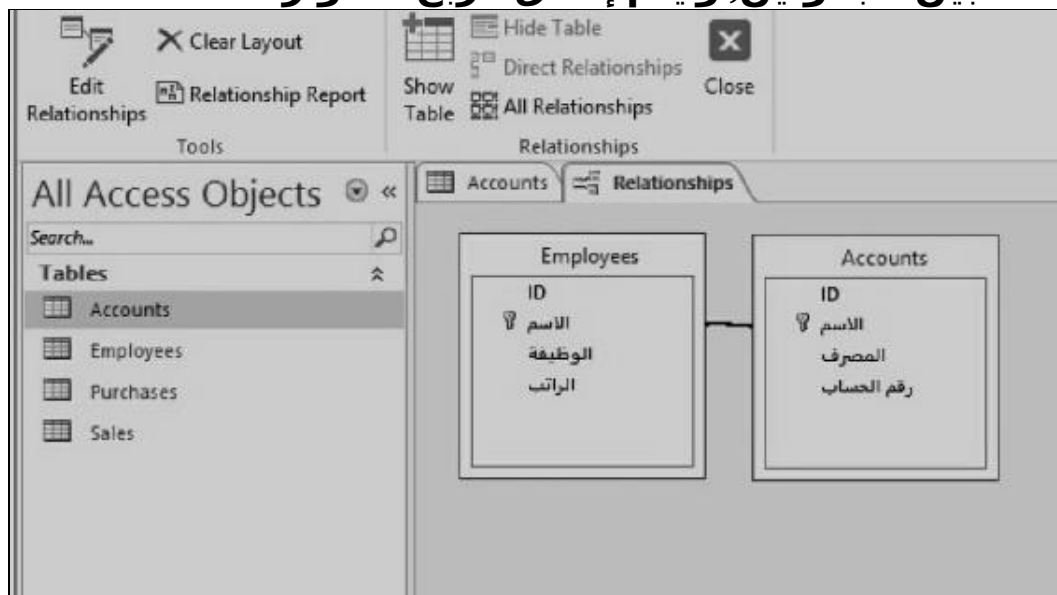 Clear Layout
Edit
Relationships
Relationship Report
Tools
Show
Table
Hide Table
Direct Relationships
All Relationships
Close
Relationships
All Access Objects
Search...
Tables
Accounts
Employees
Purchases
Sales
Accounts
Relationships
Employees
ID
الاسم
الوظيفة
الراتب
Accounts
ID
الاسم
المصرف
رقم الحساب